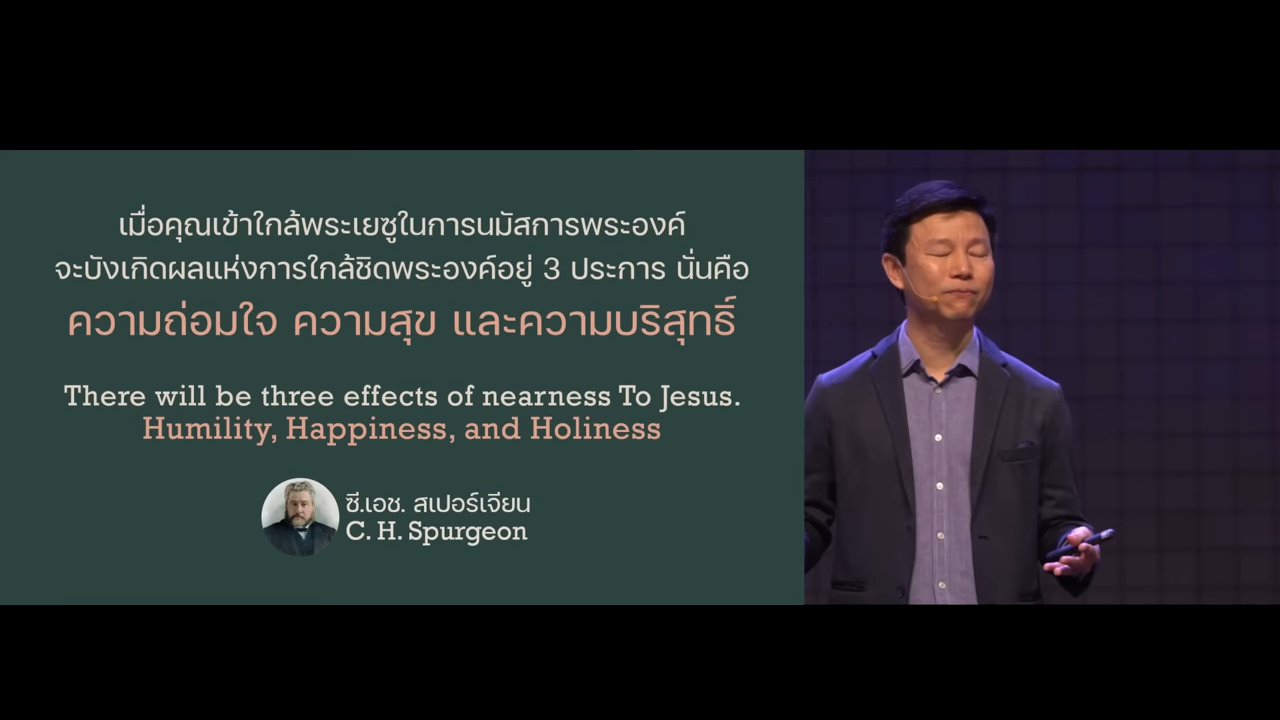 เมื่อคุณเข้าใกล้พระเยซูในการนมัสการพระองค์
จะบังเกิดผลแห่งการใกล้ชิดพระองค์อยู่ 3 ประการ นั่นคือ
ความถ่อมใจ ความสุข และความบริสุทธิ์
There will be three effects of nearness To Jesus.
Humility, Happiness, and Holiness
ซี.เอช. สเปอร์เจียน
C. H. Spurgeon